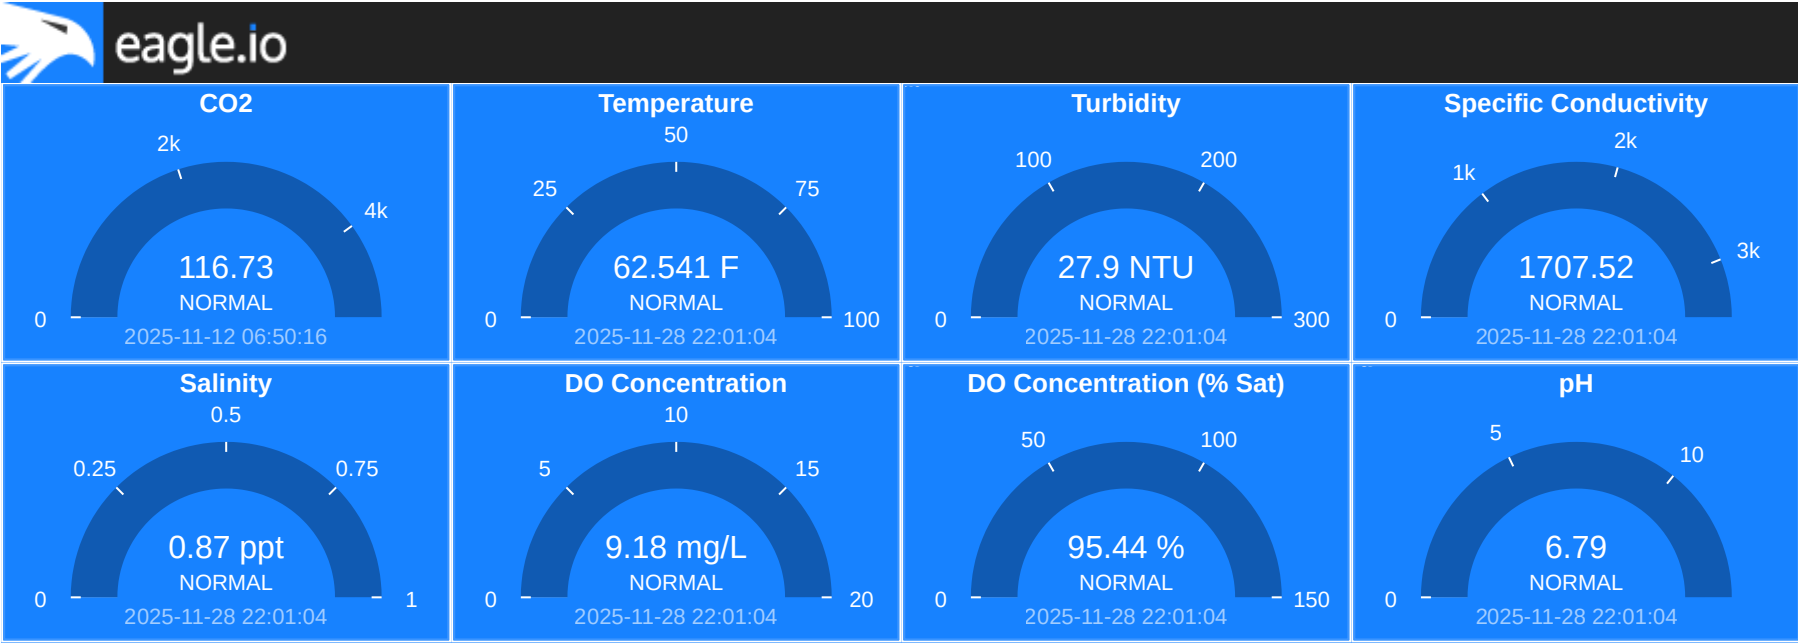 eagle.io
CO2
2k
4k
116.73
NORMAL
0
2025-11-12 06:50:16
Temperature
50
25
75
62.541 F
NORMAL
0
100
2025-11-28 22:01:04
Turbidity
100
200
27.9 NTU
NORMAL
0
300
2025-11-28 22:01:04
Specific Conductivity
2k
1k
3k
1707.52
NORMAL
0
2025-11-28 22:01:04
Salinity
0.5
0.25
0.75
0.87 ppt
NORMAL
0
1
2025-11-28 22:01:04
DO Concentration
10
5
15
9.18 mg/L
NORMAL
0
20
2025-11-28 22:01:04
DO Concentration (% Sat)
50
100
95.44 %
NORMAL
0
150
2025-11-28 22:01:04
pH
5
10
6.79
NORMAL
0
2025-11-28 22:01:04